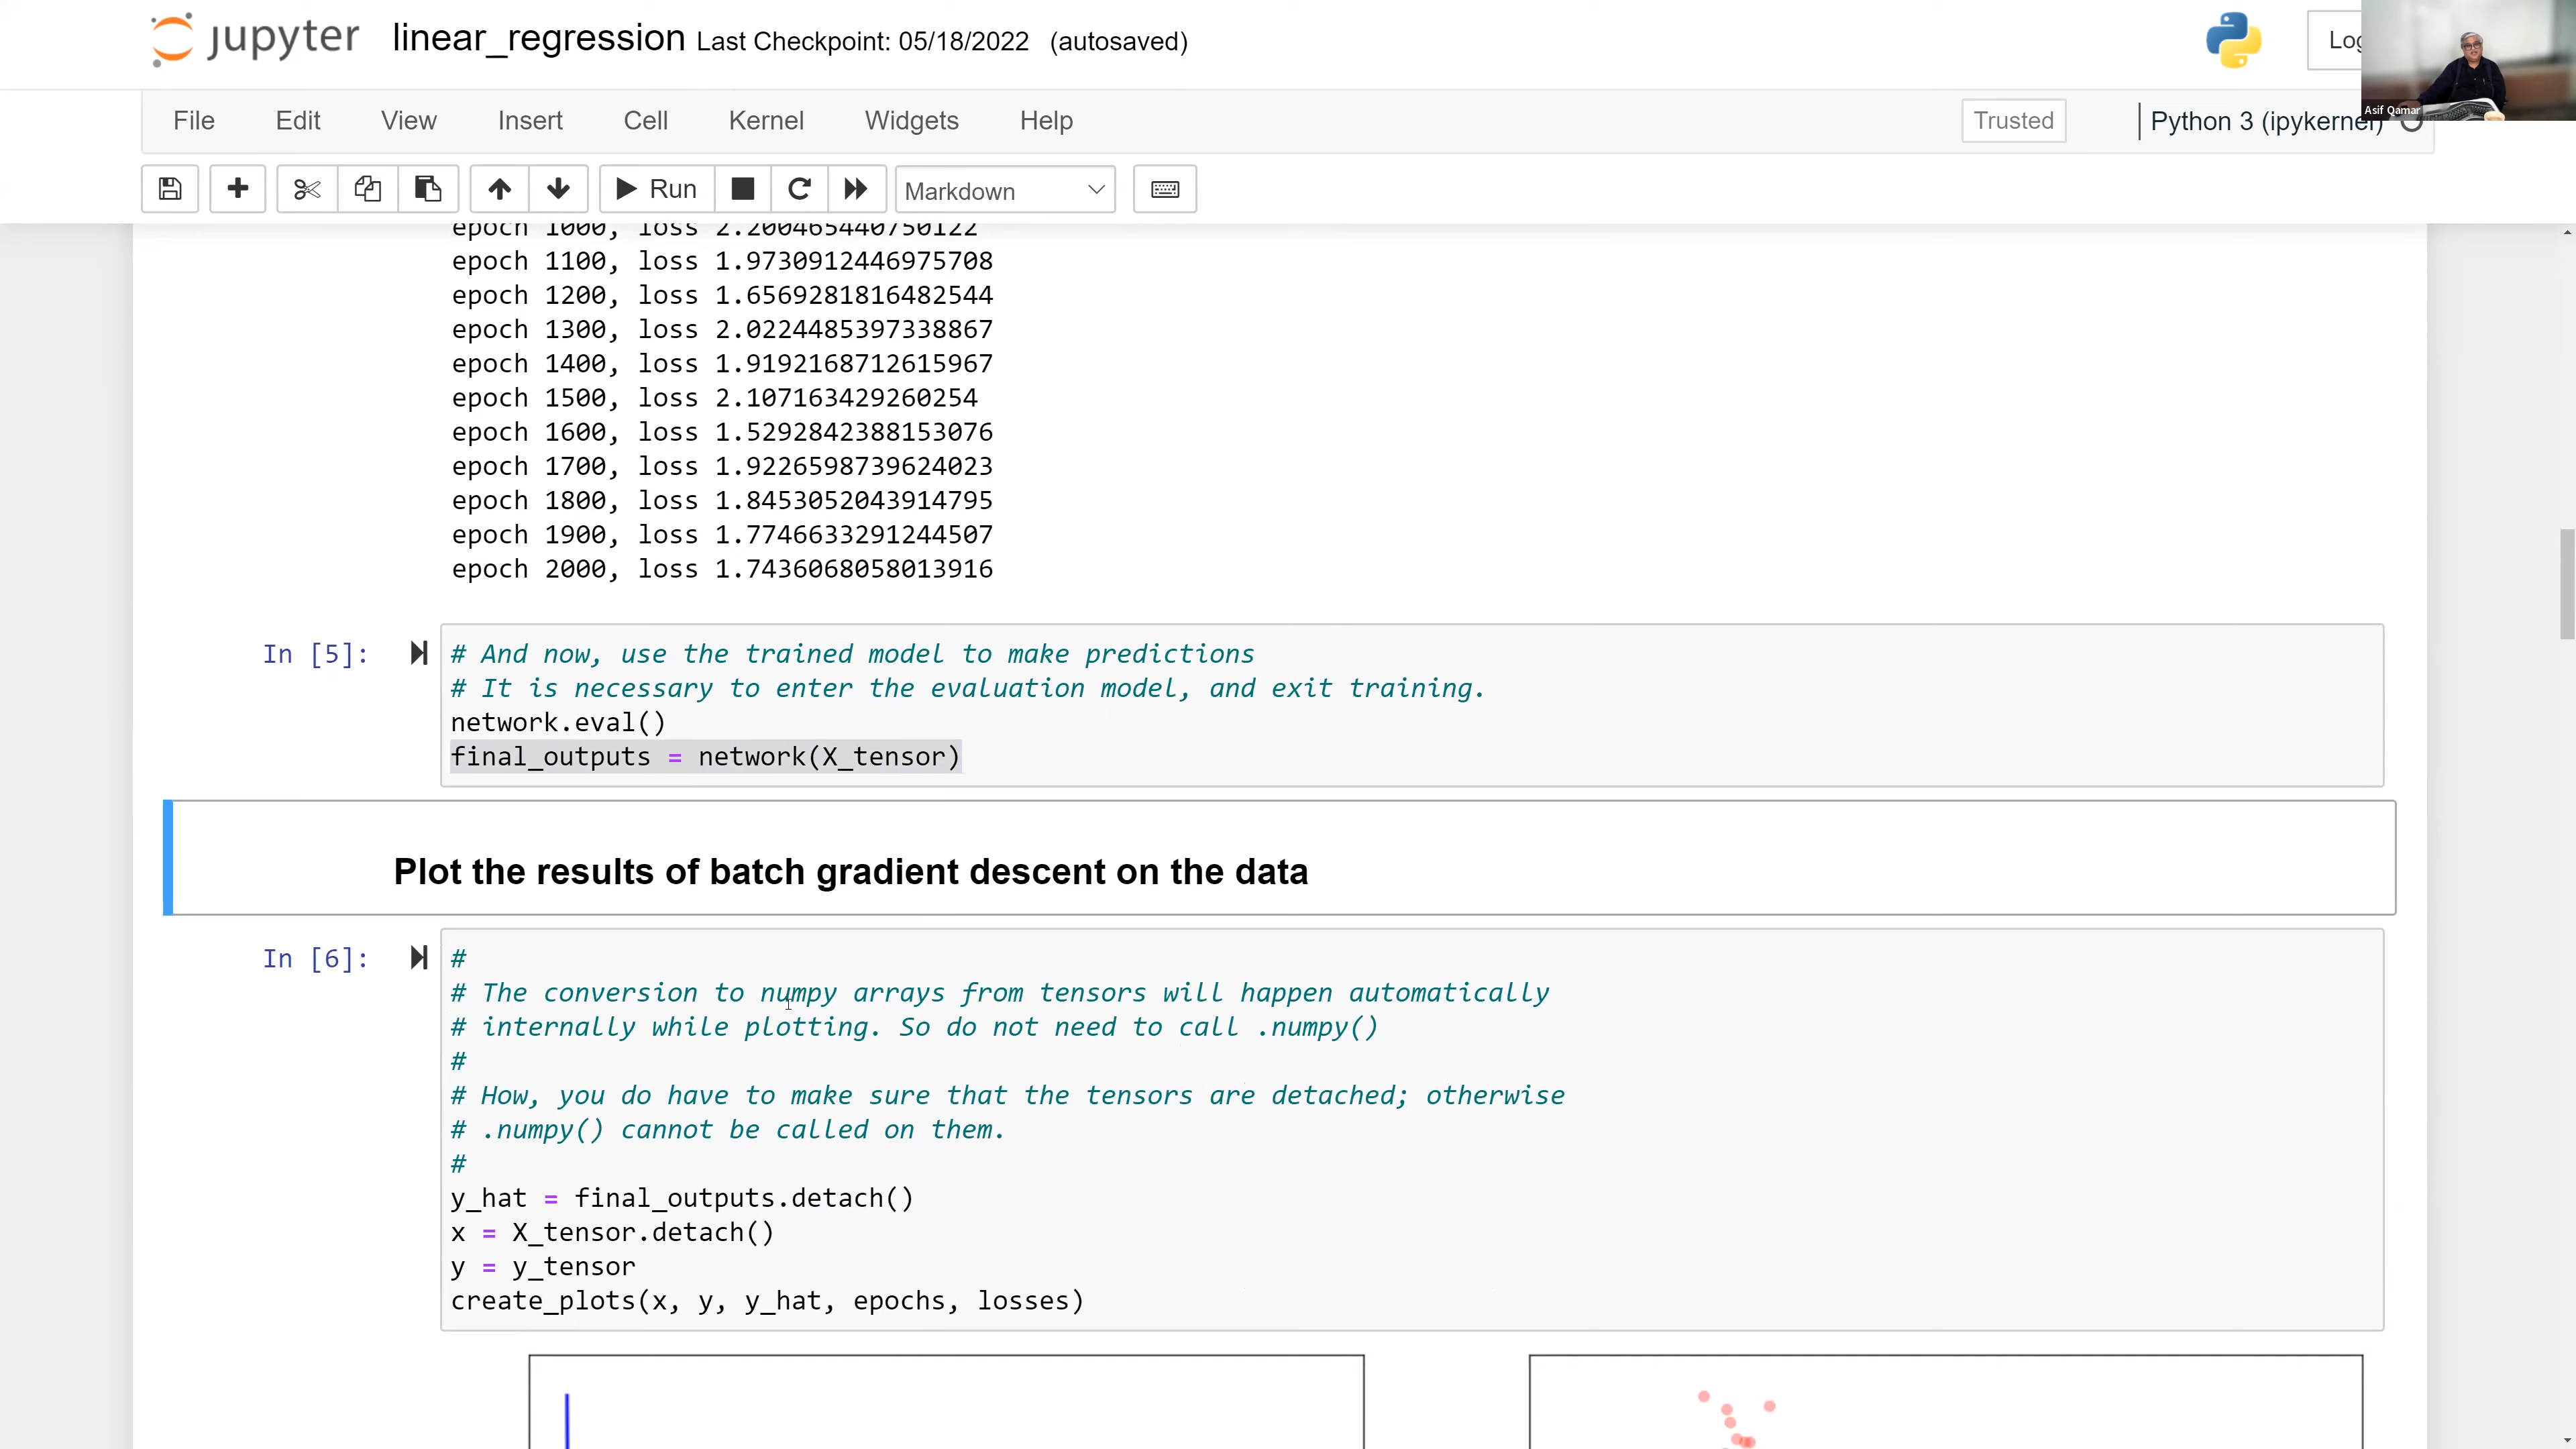 jupyter linear_regression Last Checkpoint: 05/18/2022 (autosaved)
Asif Qamar
File Edit View Insert Cell Kernel Widgets Help Trusted Python 3 (ipykernel)
Run Markdown
epoch 1000, loss 2.200465440750122
epoch 1100, loss 1.9730912446975708
epoch 1200, loss 1.6569281816482544
epoch 1300, loss 2.0224485397338867
epoch 1400, loss 1.9192168712615967
epoch 1500, loss 2.107163429260254
epoch 1600, loss 1.5292842388153076
epoch 1700, loss 1.9226598739624023
epoch 1800, loss 1.8453052043914795
epoch 1900, loss 1.7746633291244507
epoch 2000, loss 1.7436068058013916
In [5]: # And now, use the trained model to make predictions
# It is necessary to enter the evaluation model, and exit training.
network.eval()
final_outputs = network(X_tensor)
Plot the results of batch gradient descent on the data
In [6]: #
# The conversion to numpy arrays from tensors will happen automatically
# internally while plotting. So do not need to call .numpy()
#
# How, you do have to make sure that the tensors are detached; otherwise
# .numpy() cannot be called on them.
#
y_hat = final_outputs.detach()
x = X_tensor.detach()
y = y_tensor
create_plots(x, y, y_hat, epochs, losses)